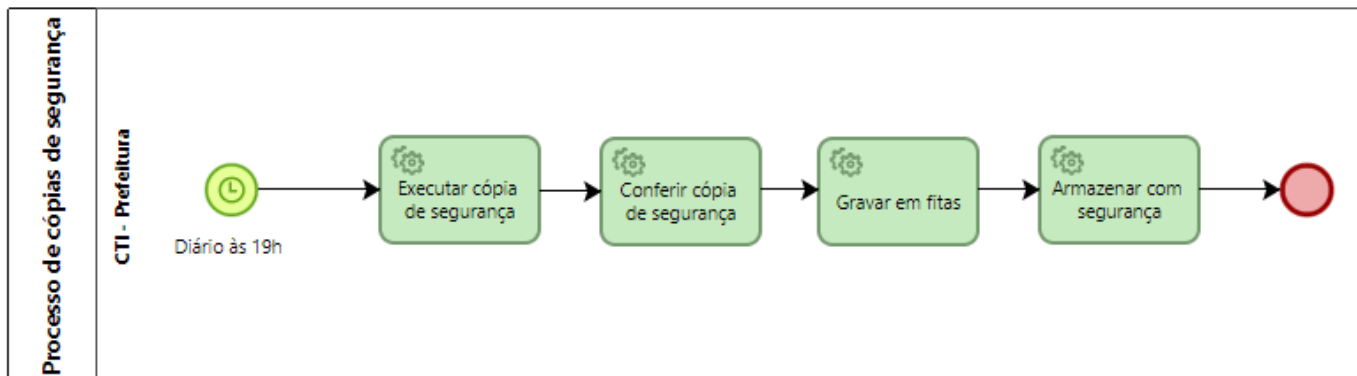 Processo de cópias de segurança
CTI - Prefeitura
Diário às 19h
Executar cópia
de segurança
Conferir cópia
de segurança
Gravar em fitas
Armazenar com
segurança